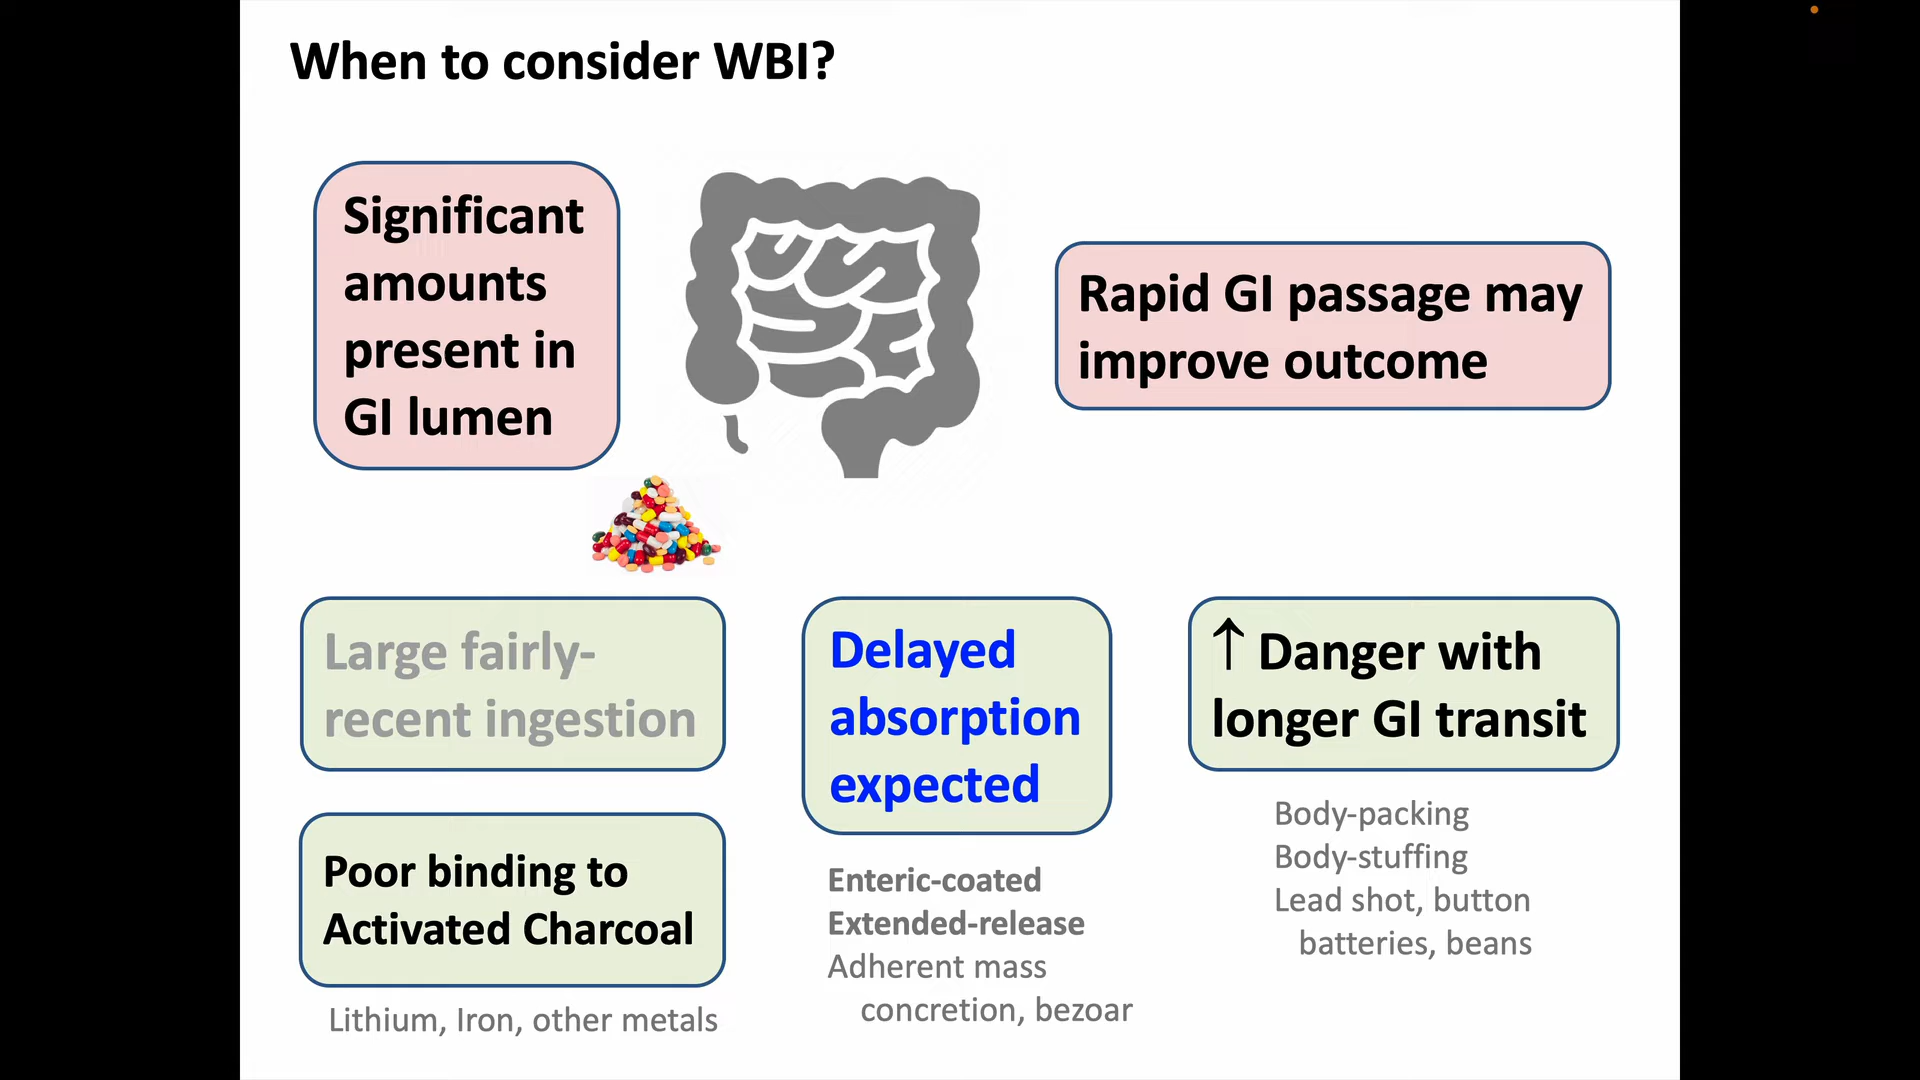 When to consider WBI?
Significant
amounts
present in
GI lumen
Rapid GI passage may
improve outcome
Large fairly-
recent ingestion
Poor binding to
Activated Charcoal
Lithium, Iron, other metals
Delayed
absorption
expected
Enteric-coated
Extended-release
Adherent mass
concretion, bezoar
↑ Danger with
longer GI transit
Body-packing
Body-stuffing
Lead shot, button
batteries, beans